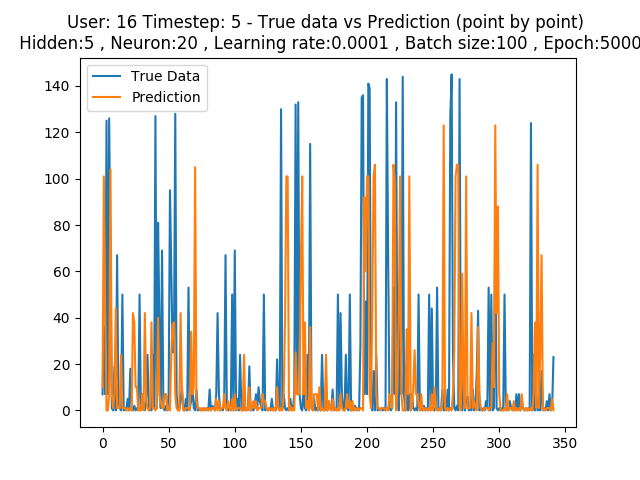 User: 16 Timestep: 5 - True data vs Prediction (point by point)
Hidden:5 , Neuron:20 , Learning rate:0.0001 , Batch size:100 , Epoch:5000
True Data
Prediction
140
120
100
80
60
40
20
0
0 50 100 150 200 250 300 350